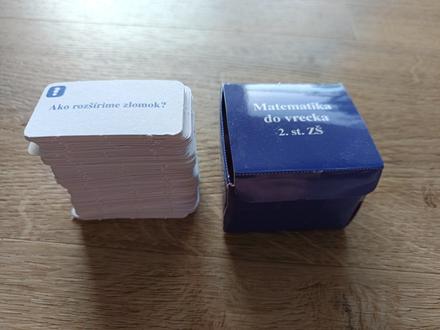 Ako rozšírime zlomok?
Matematika
do vrecka
2. st. ZŠ